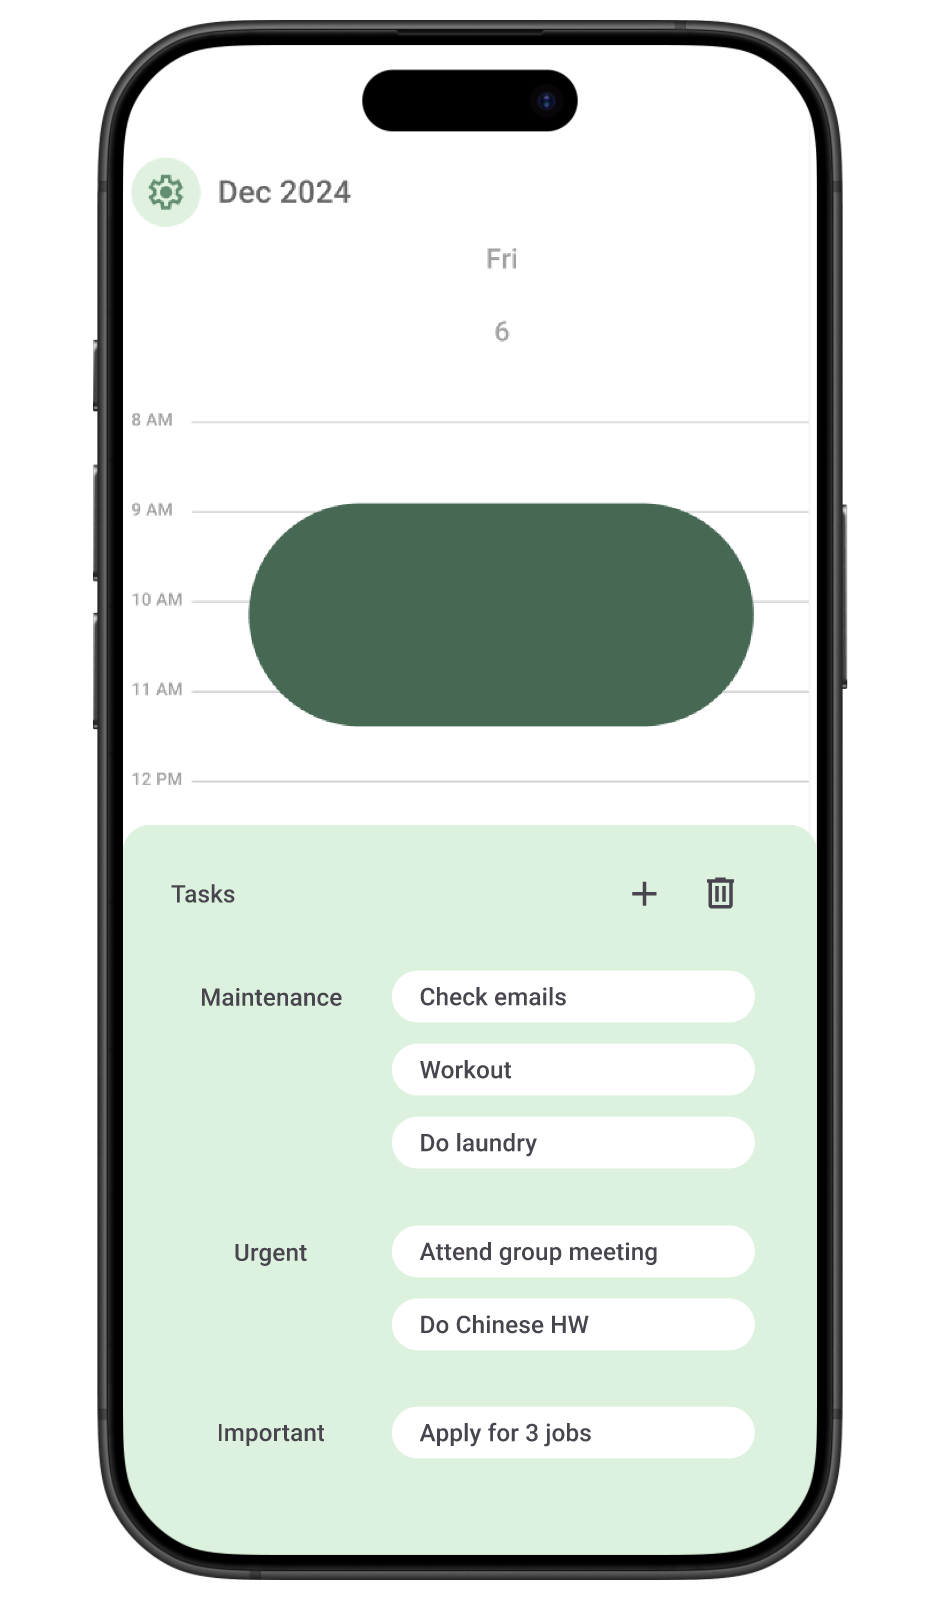 Dec 2024
Fri
6
8 AM
9 AM
10 AM
11 AM
12 PM
Tasks
Maintenance
Check emails
Workout
Do laundry
Urgent
Attend group meeting
Do Chinese HW
Important
Apply for 3 jobs